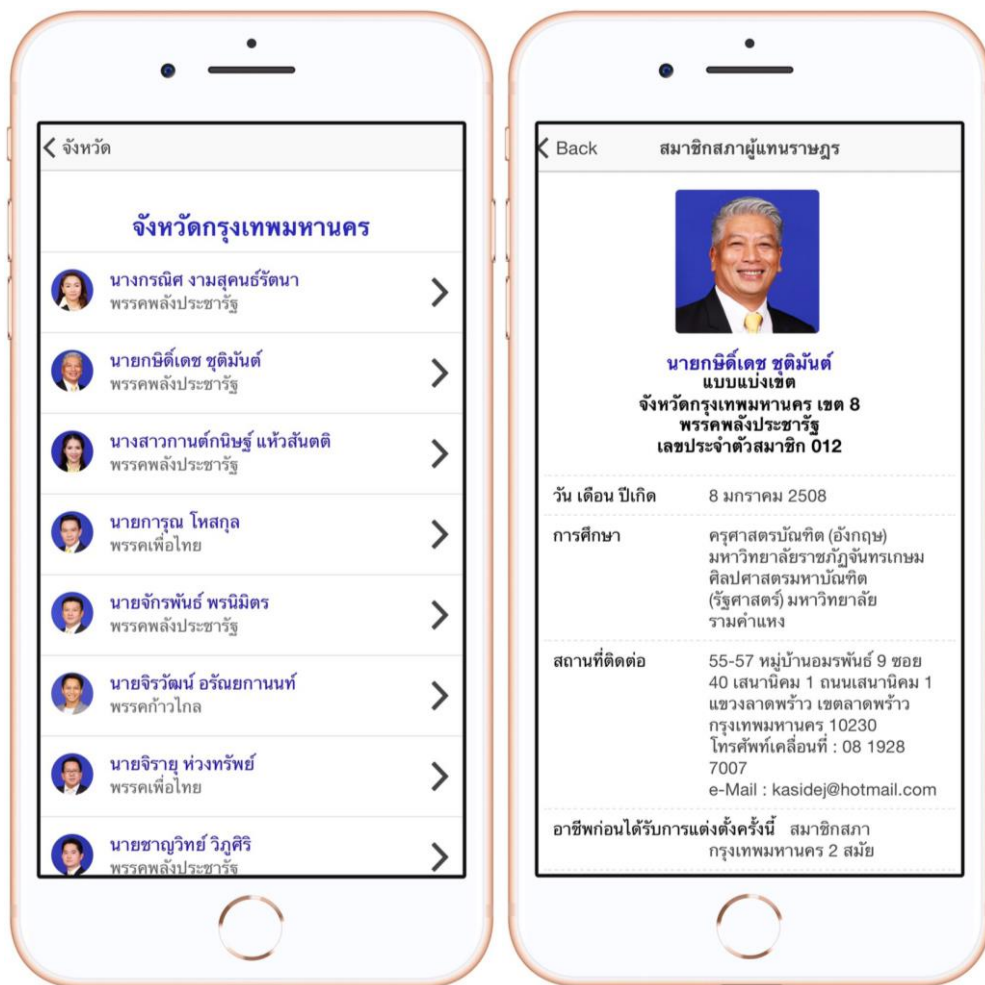 จังหวัด
จังหวัดกรุงเทพมหานคร
นางกรณิศ งามสุคนธ์รัตนา
พรรคพลังประชารัฐ
นายกษิดิ์เดช ชุติมันต์
พรรคพลังประชารัฐ
นางสาวกานต์กนิษฐ์ แห้วสันตติ
พรรคพลังประชารัฐ
นายการุณ โหสกุล
พรรคเพื่อไทย
นายจักรพันธ์ พรนิมิตร
พรรคพลังประชารัฐ
นายจิรวัฒน์ อรัณยกานนท์
พรรคก้าวไกล
นายจิรายุ ห่วงทรัพย์
พรรคเพื่อไทย
นายชาญวิทย์ วิภูศิริ
พรรคพลังประชารัฐ
Back สมาชิกสภาผู้แทนราษฎร
นายกษิดิ์เดช ชุติมันต์
แบบแบ่งเขต
จังหวัดกรุงเทพมหานคร เขต 8
พรรคพลังประชารัฐ
เลขประจำตัวสมาชิก 012
วัน เดือน ปีเกิด 8 มกราคม 2508
การศึกษา ครุศาสตรบัณฑิต (อังกฤษ)
มหาวิทยาลัยราชภัฏจันทรเกษม
ศิลปศาสตรมหาบัณฑิต
(รัฐศาสตร์) มหาวิทยาลัย
รามคำแหง
สถานที่ติดต่อ 55-57 หมู่บ้านอมรพันธ์ 9 ซอย
40 เสนานิคม 1 ถนนเสนานิคม 1
แขวงลาดพร้าว เขตลาดพร้าว
กรุงเทพมหานคร 10230
โทรศัพท์เคลื่อนที่ : 08 1928
7007
e-Mail : kasidej@hotmail.com
อาชีพก่อนได้รับการแต่งตั้งครั้งนี้ สมาชิกสภา
กรุงเทพมหานคร 2 สมัย